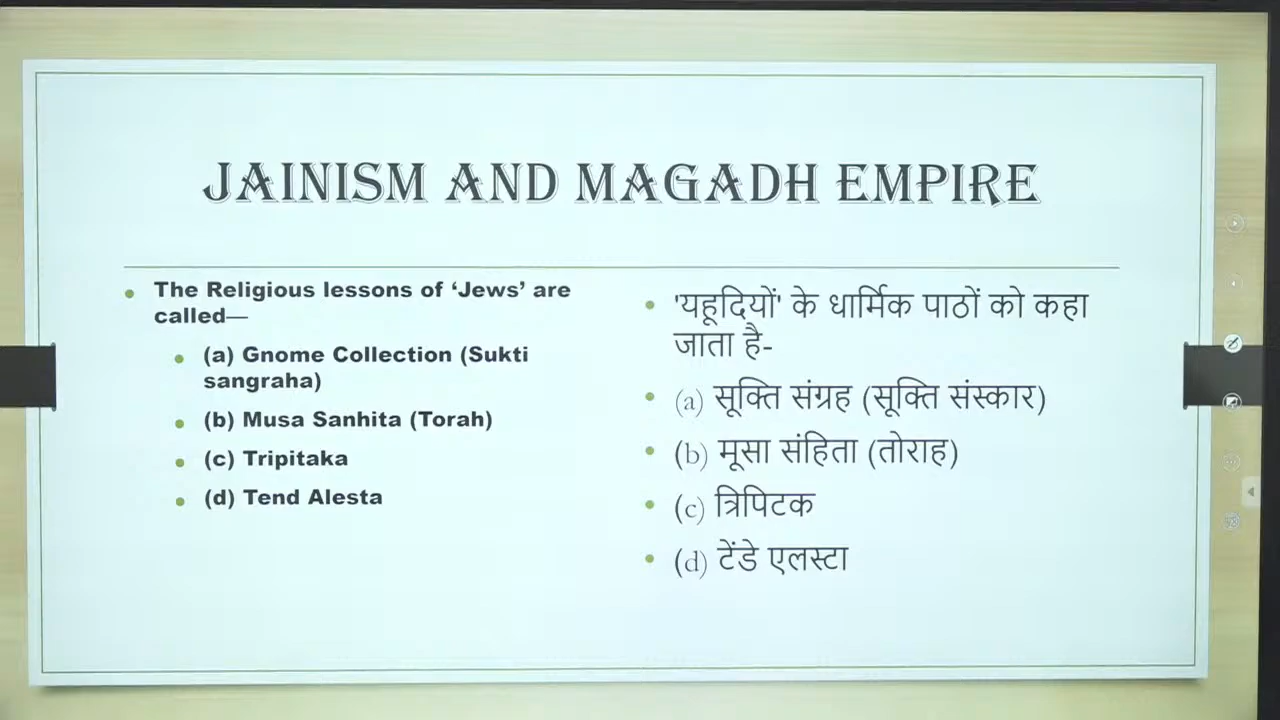 JAINISM AND MAGADH EMPIRE
The Religious lessons of ‘Jews’ are
called—
(a) Gnome Collection (Sukti
sangraha)
(b) Musa Sanhita (Torah)
(c) Tripitaka
(d) Tend Alesta
'यहूदियों' के धार्मिक पाठों को कहा
जाता है-
(a) सूक्ति संग्रह (सूक्ति संस्कार)
(b) मूसा संहिता (तोराह)
(c) त्रिपिटक
(d) टेंडे एलस्टा